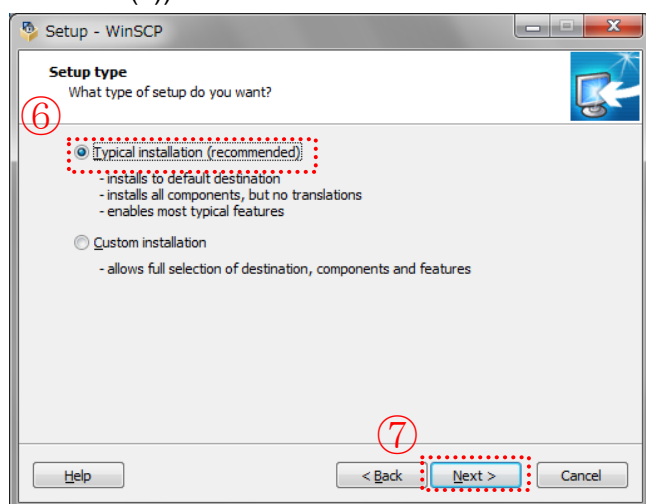 Setup - WinSCP
Setup type
What type of setup do you want?
⑥
Typical installation (recommended)
- installs to default destination
- installs all components, but no translations
- enables most typical features
Custom installation
- allows full selection of destination, components and features
⑦
Help
< Back
Next >
Cancel